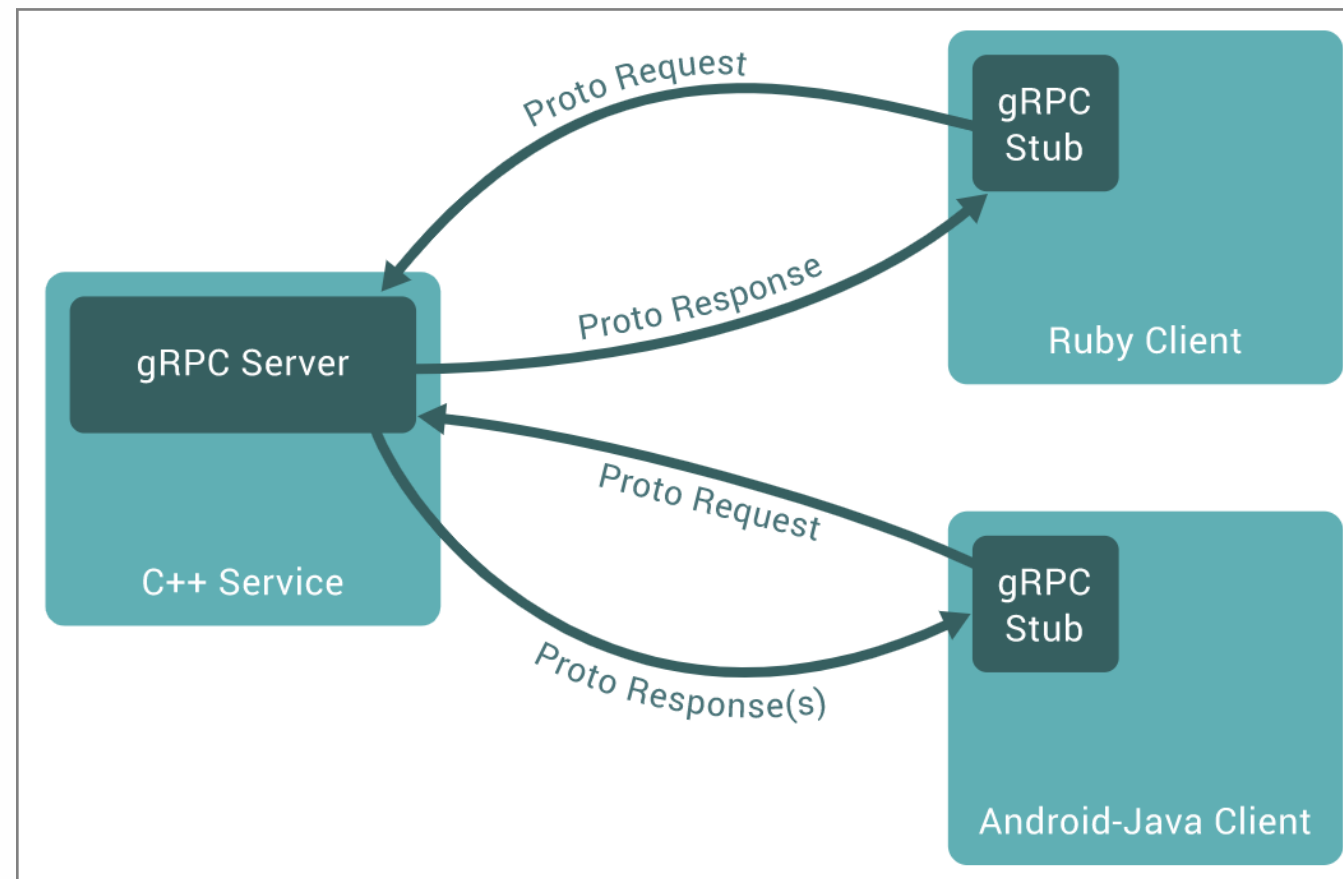 Proto Request
gRPC
Stub
Proto Response
Ruby Client
gRPC Server
C++ Service
Proto Request
gRPC
Stub
Proto Response(s)
Android-Java Client